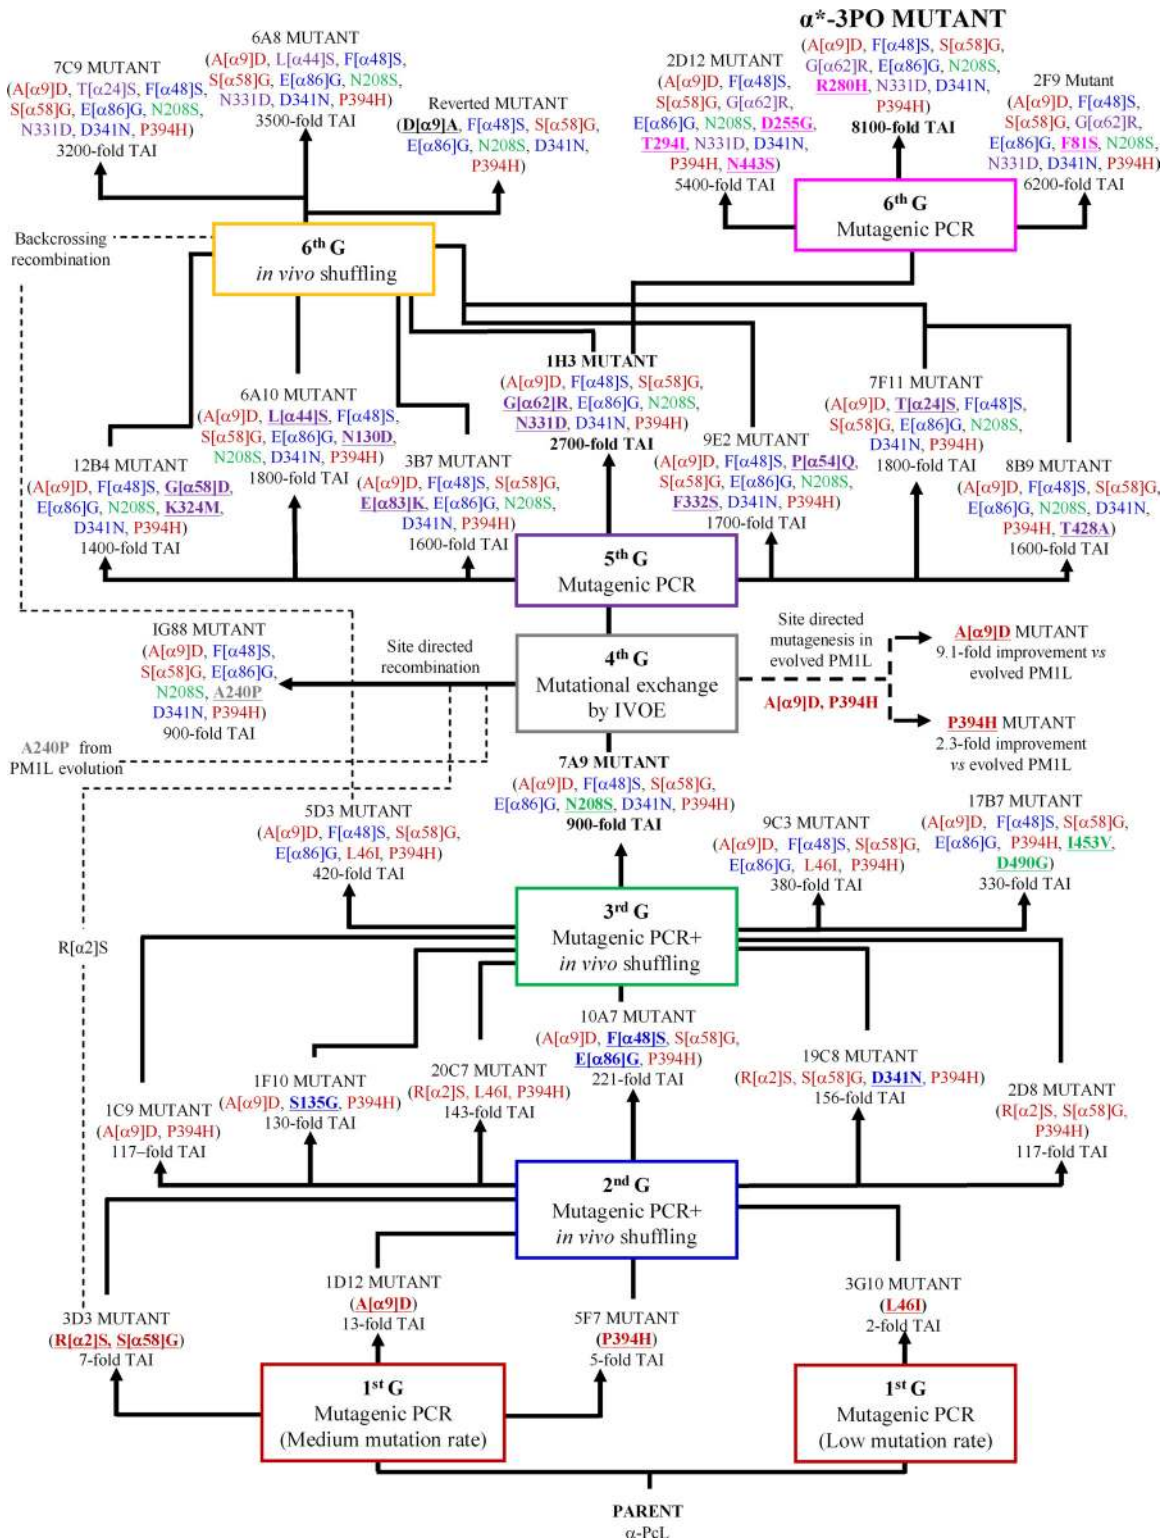 α*-3PO MUTANT
(A[α9]D, F[α48]S, S[α58]G,
G[α62]R, E[α86]G, N208S,
R280H, N331D, D341N,
P394H)
8100-fold TAI
6A8 MUTANT
(A[α9]D, L[α44]S, F[α48]S,
S[α58]G, E[α86]G, N208S,
N331D, D341N, P394H)
3500-fold TAI
7C9 MUTANT
(A[α9]D, T[α24]S, F[α48]S,
S[α58]G, E[α86]G, N208S,
N331D, D341N, P394H)
3200-fold TAI
Reverted MUTANT
(D[α9]A, F[α48]S, S[α58]G,
E[α86]G, N208S, D341N,
P394H)
2D12 MUTANT
(A[α9]D, F[α48]S,
S[α58]G, G[α62]R,
E[α86]G, N208S, D255G,
T294I, N331D, D341N,
P394H, N443S)
5400-fold TAI
2F9 Mutant
(A[α9]D, F[α48]S,
S[α58]G, G[α62]R,
E[α86]G, F81S, N208S,
N331D, D341N, P394H)
6200-fold TAI
6th G
Mutagenic PCR
Backcrossing
recombination
6th G
in vivo shuffling
1H3 MUTANT
(A[α9]D, F[α48]S, S[α58]G,
G[α62]R, E[α86]G, N208S,
N331D, D341N, P394H)
2700-fold TAI
6A10 MUTANT
(A[α9]D, L[α44]S, F[α48]S,
S[α58]G, E[α86]G, N130D,
N208S, D341N, P394H)
1800-fold TAI
7F11 MUTANT
(A[α9]D, T[α24]S, F[α48]S,
S[α58]G, E[α86]G, N208S,
D341N, P394H)
1800-fold TAI
12B4 MUTANT
(A[α9]D, F[α48]S, G[α58]D,
E[α86]G, N208S, K324M,
D341N, P394H)
1400-fold TAI
3B7 MUTANT
(A[α9]D, F[α48]S, S[α58]G,
E[α83]K, E[α86]G, N208S,
D341N, P394H)
1600-fold TAI
9E2 MUTANT
(A[α9]D, F[α48]S, P[α54]Q,
S[α58]G, E[α86]G, N208S,
F332S, D341N, P394H)
1700-fold TAI
8B9 MUTANT
(A[α9]D, F[α48]S, S[α58]G,
E[α86]G, N208S, D341N,
P394H, T428A)
1600-fold TAI
5th G
Mutagenic PCR
IG88 MUTANT
(A[α9]D, F[α48]S,
S[α58]G, E[α86]G,
N208S, A240P
D341N, P394H)
900-fold TAI
Site directed
recombination
4th G
Mutational exchange
by IVOE
Site directed
mutagenesis in
evolved PM1L
A[α9]D, P394H
A[α9]D MUTANT
9.1-fold improvement vs
evolved PM1L
P394H MUTANT
2.3-fold improvement
vs evolved PM1L
A240P from
PM1L evolution
7A9 MUTANT
(A[α9]D, F[α48]S, S[α58]G,
E[α86]G, N208S, D341N, P394H)
900-fold TAI
5D3 MUTANT
(A[α9]D, F[α48]S, S[α58]G,
E[α86]G, L46I, P394H)
420-fold TAI
9C3 MUTANT
(A[α9]D, F[α48]S, S[α58]G,
E[α86]G, L46I, P394H)
380-fold TAI
17B7 MUTANT
(A[α9]D, F[α48]S, S[α58]G,
E[α86]G, P394H, I453V,
D490G)
330-fold TAI
3rd G
Mutagenic PCR+
in vivo shuffling
R[α2]S
10A7 MUTANT
(A[α9]D, F[α48]S, S[α58]G,
E[α86]G, P394H)
221-fold TAI
1C9 MUTANT
(A[α9]D, P394H)
117–fold TAI
1F10 MUTANT
(A[α9]D, S135G, P394H)
130-fold TAI
20C7 MUTANT
(R[α2]S, L46I, P394H)
143-fold TAI
19C8 MUTANT
(R[α2]S, S[α58]G, D341N, P394H)
156-fold TAI
2D8 MUTANT
(R[α2]S, S[α58]G,
P394H)
117-fold TAI
2nd G
Mutagenic PCR+
in vivo shuffling
3D3 MUTANT
(R[α2]S, S[α58]G)
7-fold TAI
1D12 MUTANT
(A[α9]D)
13-fold TAI
5F7 MUTANT
(P394H)
5-fold TAI
3G10 MUTANT
(L46I)
2-fold TAI
1st G
Mutagenic PCR
(Medium mutation rate)
1st G
Mutagenic PCR
(Low mutation rate)
PARENT
α-PcL